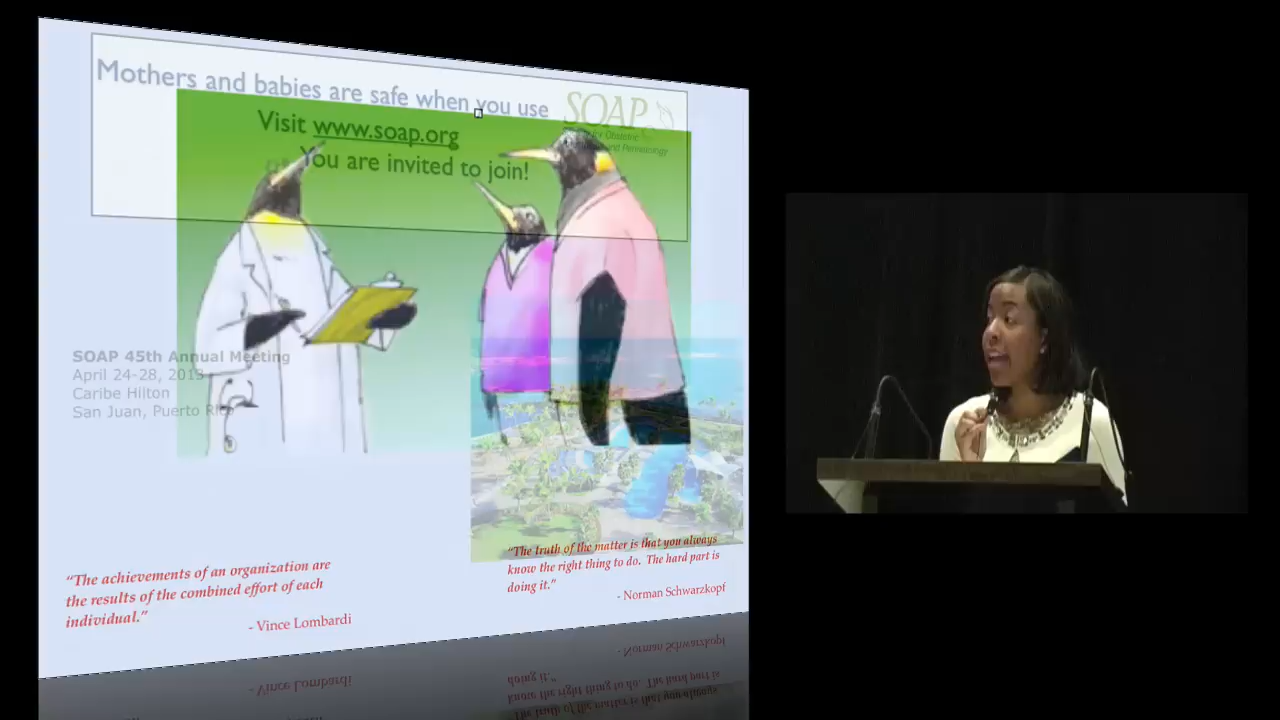 Mothers and babies are safe when you use
SOAP
Visit www.soap.org
You are invited to join!
SOAP 45th Annual Meeting
April 24-28, 2013
Caribe Hilton
San Juan, Puerto Rico
“The achievements of an organization are
the results of the combined effort of each
individual.”
- Vince Lombardi
“The truth of the matter is that you always
know the right thing to do. The hard part is
doing it.”
- Norman Schwarzkopf